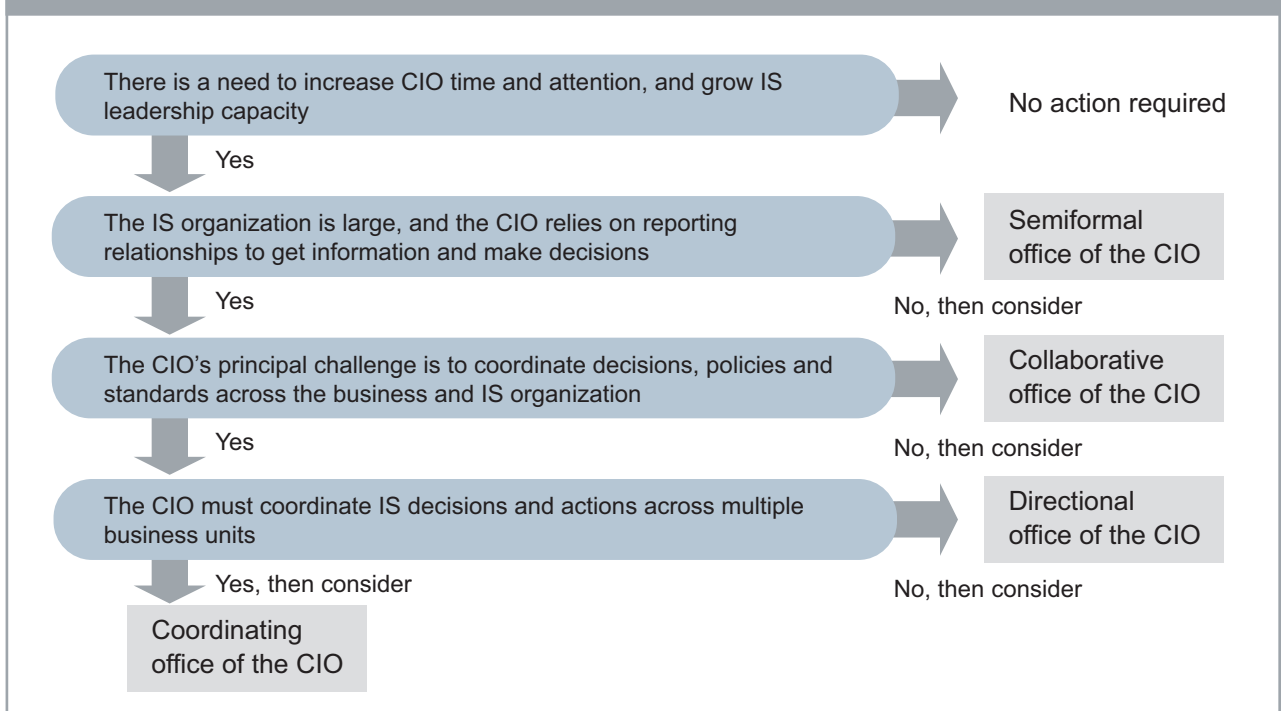 There is a need to increase CIO time and attention, and grow IS
leadership capacity
No action required
Yes
The IS organization is large, and the CIO relies on reporting
relationships to get information and make decisions
Semiformal
office of the CIO
Yes
No, then consider
The CIO’s principal challenge is to coordinate decisions, policies and
standards across the business and IS organization
Collaborative
office of the CIO
Yes
No, then consider
The CIO must coordinate IS decisions and actions across multiple
business units
Directional
office of the CIO
Yes, then consider
No, then consider
Coordinating
office of the CIO